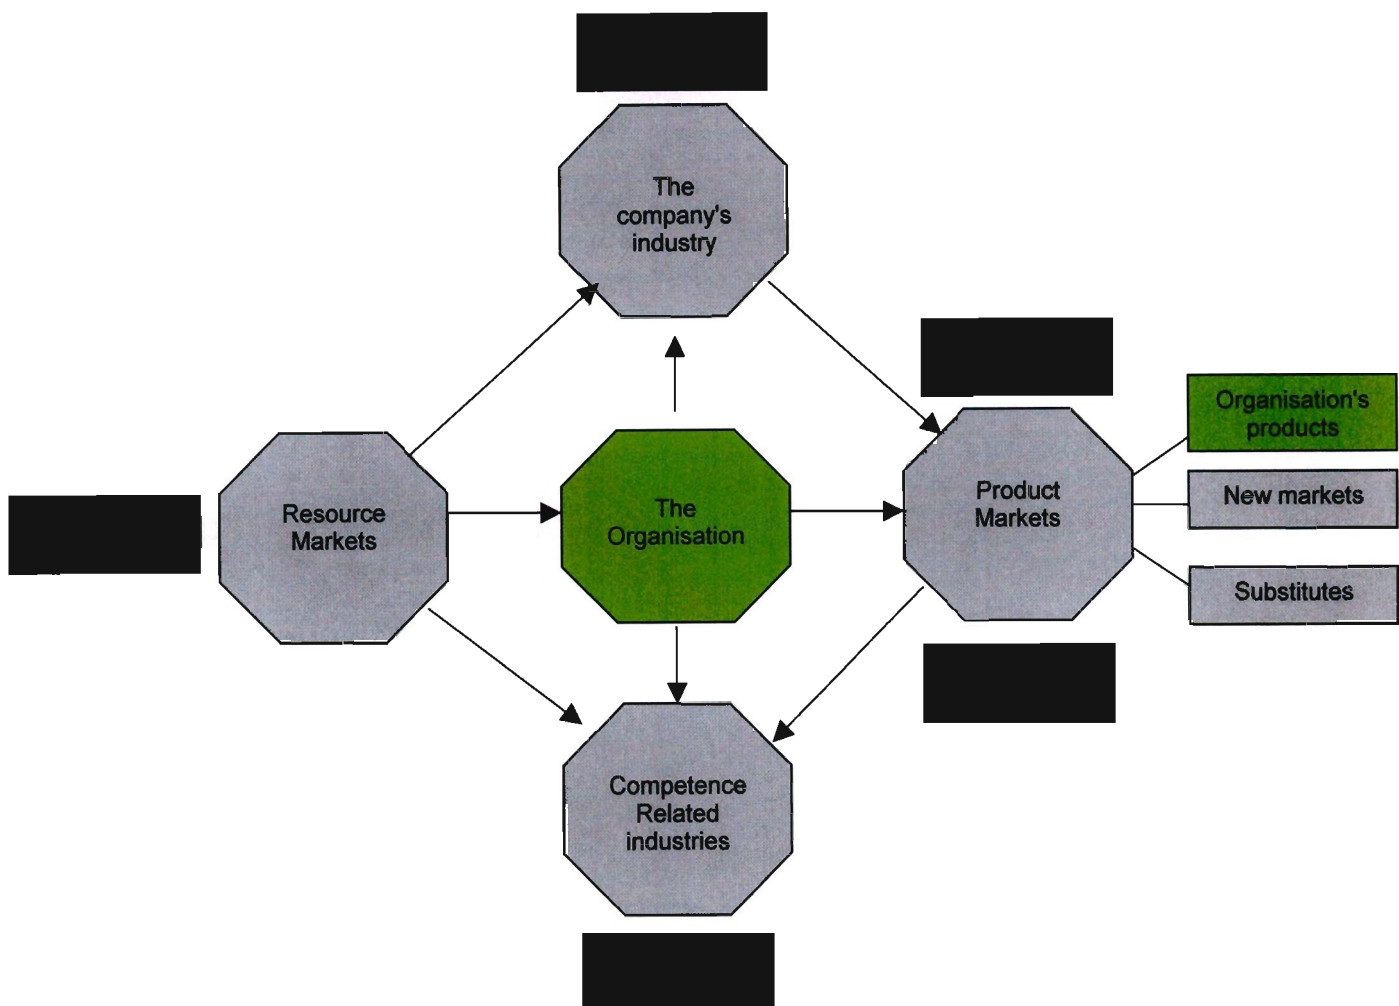 The
company's
industry
Organisation's
products
Resource
Markets
The
Organisation
Product
Markets
New markets
Substitutes
Competence
Related
industries